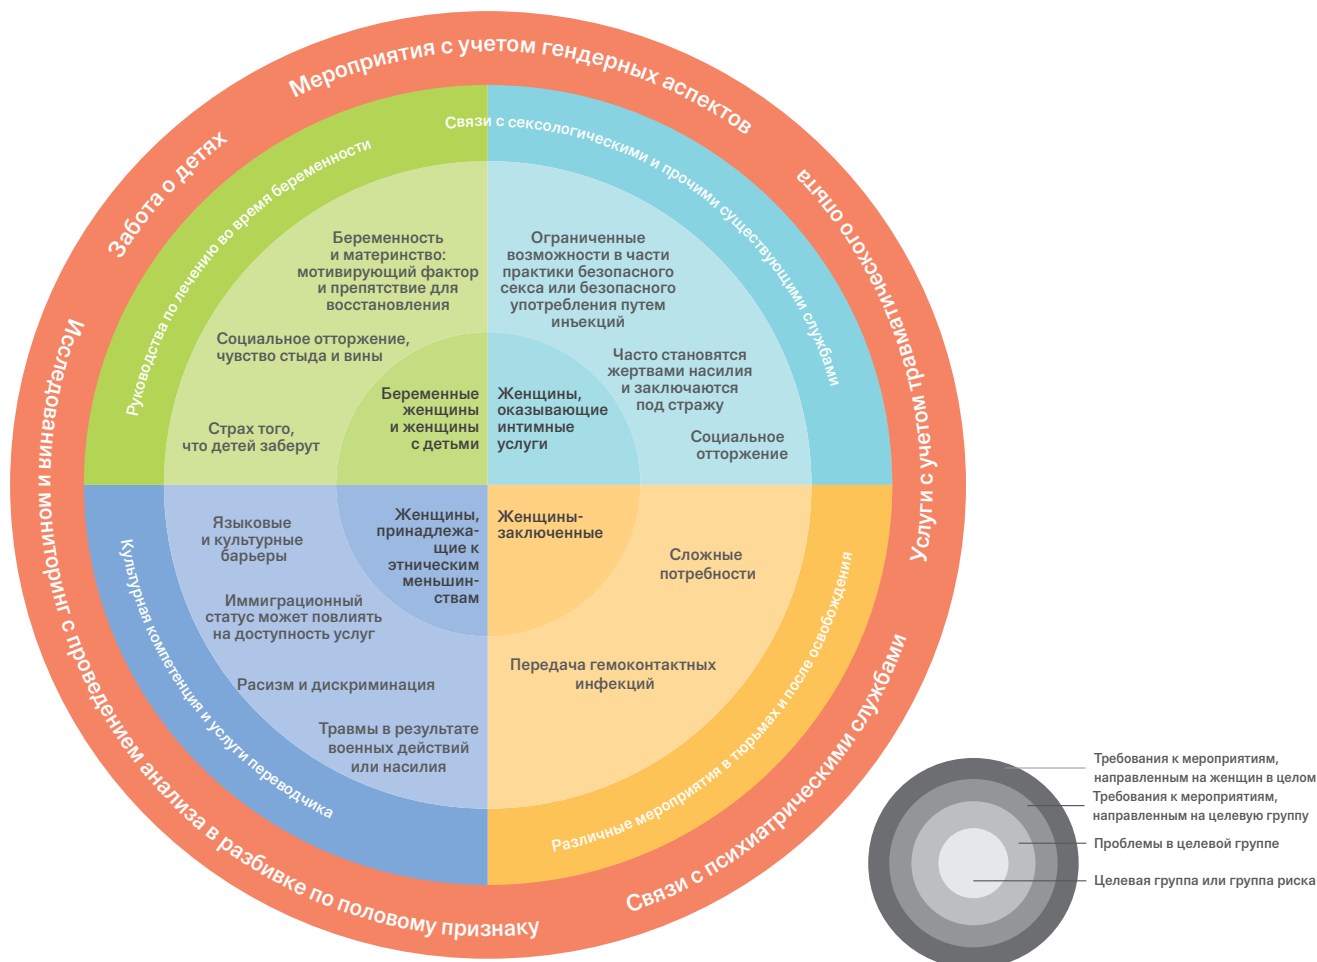 Мероприятия с учетом гендерных аспектов
Забота о детях
Услуги с учетом травматического опыта
Исследования и мониторинг с проведением анализа в разбивке по половому признаку
Связи с психиатрическими службами
Руководства по лечению во время беременности
Связи с сексологическими и прочими существующими службами
Культурная компетенция и услуги переводчика
Различные мероприятия в тюрьмах и после освобождения
Беременность
и материнство:
мотивирующий фактор
и препятствие для
восстановления
Социальное отторжение,
чувство стыда и вины
Страх того,
что детей заберут
Беременные
женщины
и женщины
с детьми
Ограниченные
возможности в части
практики безопасного
секса или безопасного
употребления путем
инъекций
Часто становятся
жертвами насилия
и заключаются
под стражу
Социальное
отторжение
Женщины,
оказывающие
интимные
услуги
Языковые
и культурные
барьеры
Иммиграционный
статус может повлиять
на доступность услуг
Расизм и дискриминация
Травмы в результате
военных действий
или насилия
Женщины,
принадлежа-
щие к
этническим
меньшин-
ствам
Женщины-
заключенные
Сложные
потребности
Передача гемоконтактных
инфекций
Требования к мероприятиям,
направленным на женщин в целом
Требования к мероприятиям,
направленным на целевую группу
Проблемы в целевой группе
Целевая группа или группа риска